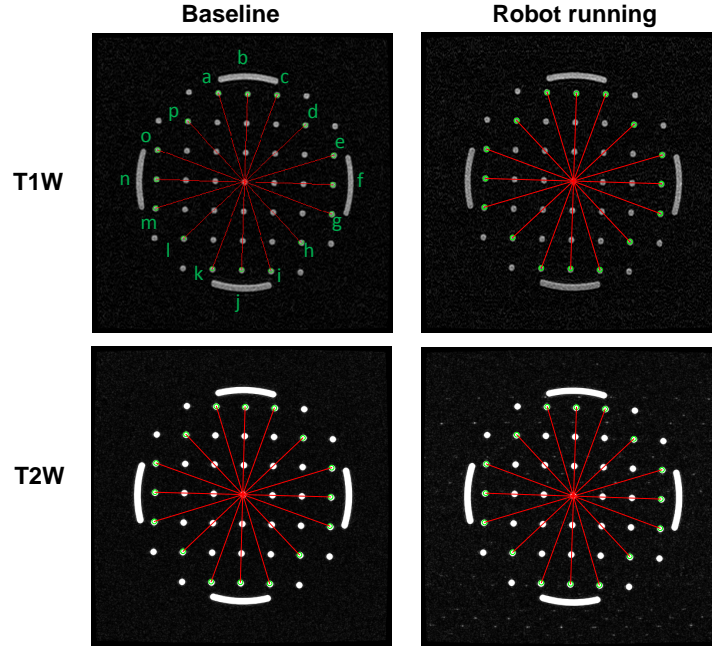 Baseline Robot running
b
a c
p d
o e
T1W n f
m g
l h
k i
j
T2W